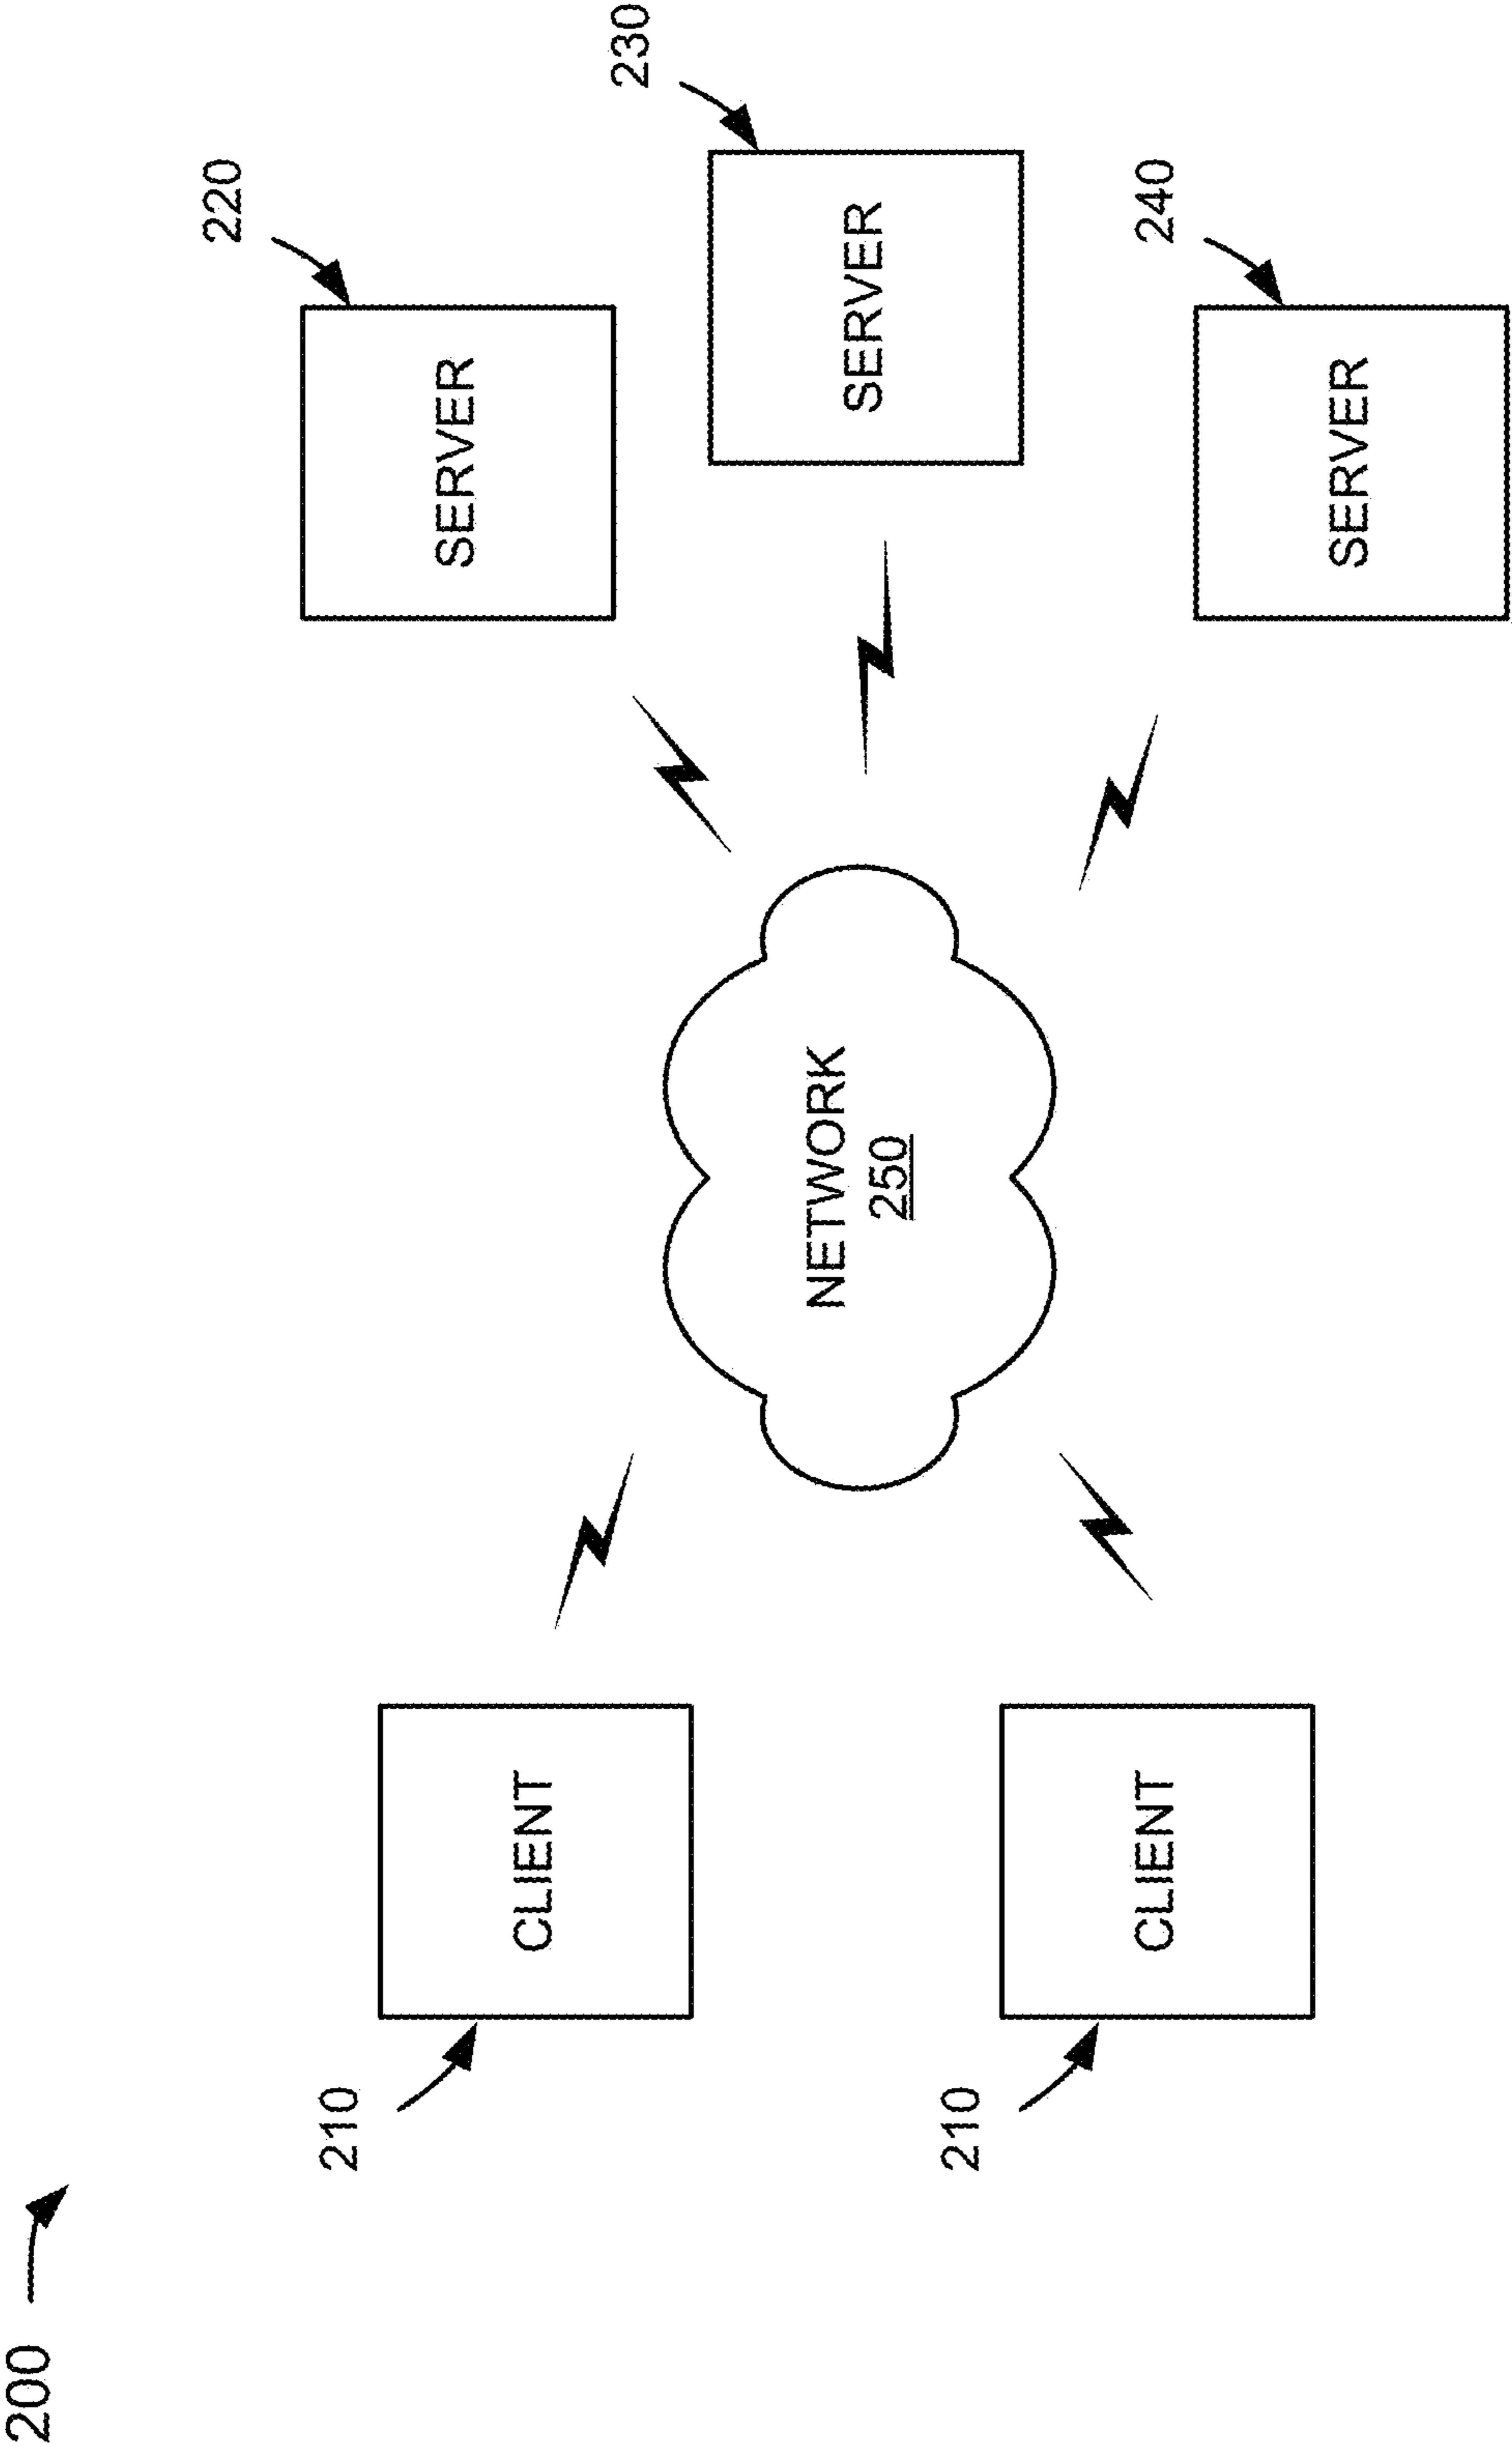 200
210
CLIENT
210
CLIENT
NETWORK
250
220
SERVER
230
SERVER
240
SERVER